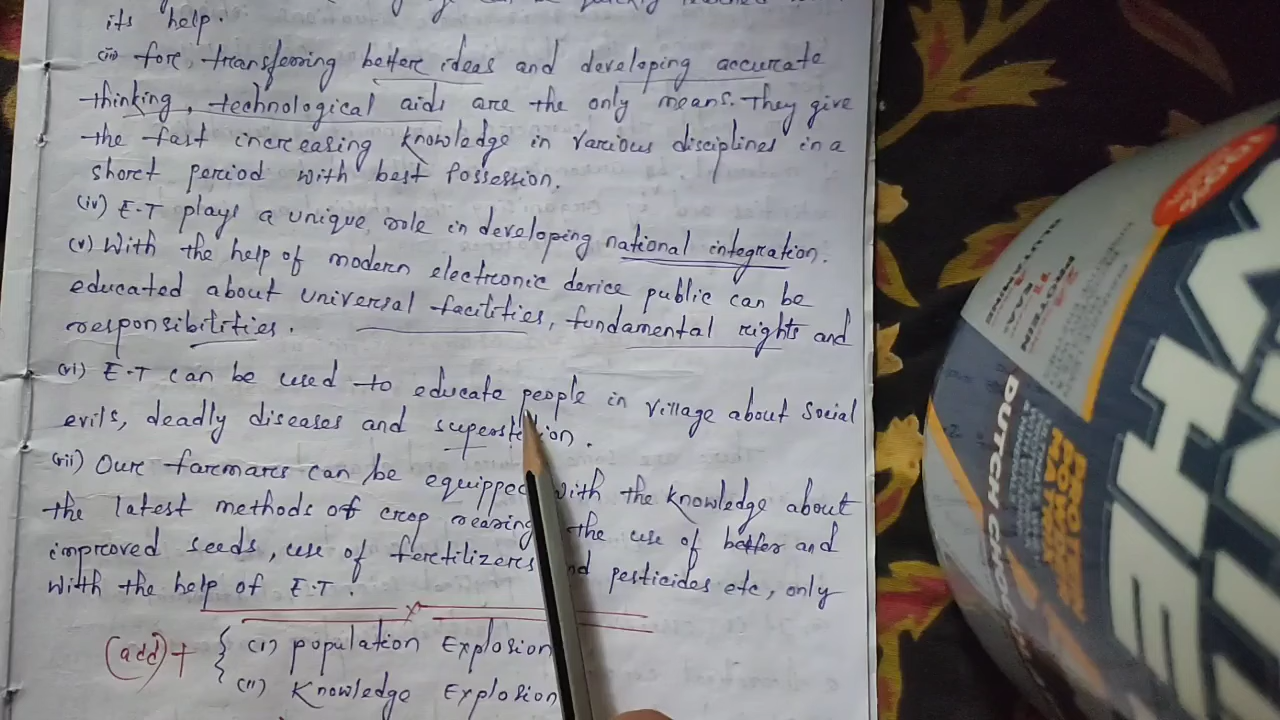 its help.
(iii) for, transferring better ideas and developing accurate
thinking, technological aids are the only means. They give
the fast increasing knowledge in various disciplines in a
short period with best Possession.
(iv) E.T plays a unique role in developing national integration.
(v) With the help of modern electronic device public can be
educated about universal facilities, fundamental rights and
responsibilities.
(vi) E.T can be used to educate people in village about social
evils, deadly diseases and superstition.
(vii) Our farmars can be equipped with the knowledge about
the latest methods of crop rearing the use of better and
improved seeds, use of fertilizers and pesticides etc, only
with the help of E.T.
(add) + { (i) population Explosion
(ii) Knowledge Explosion
100%
WHE
DUTCH CHO